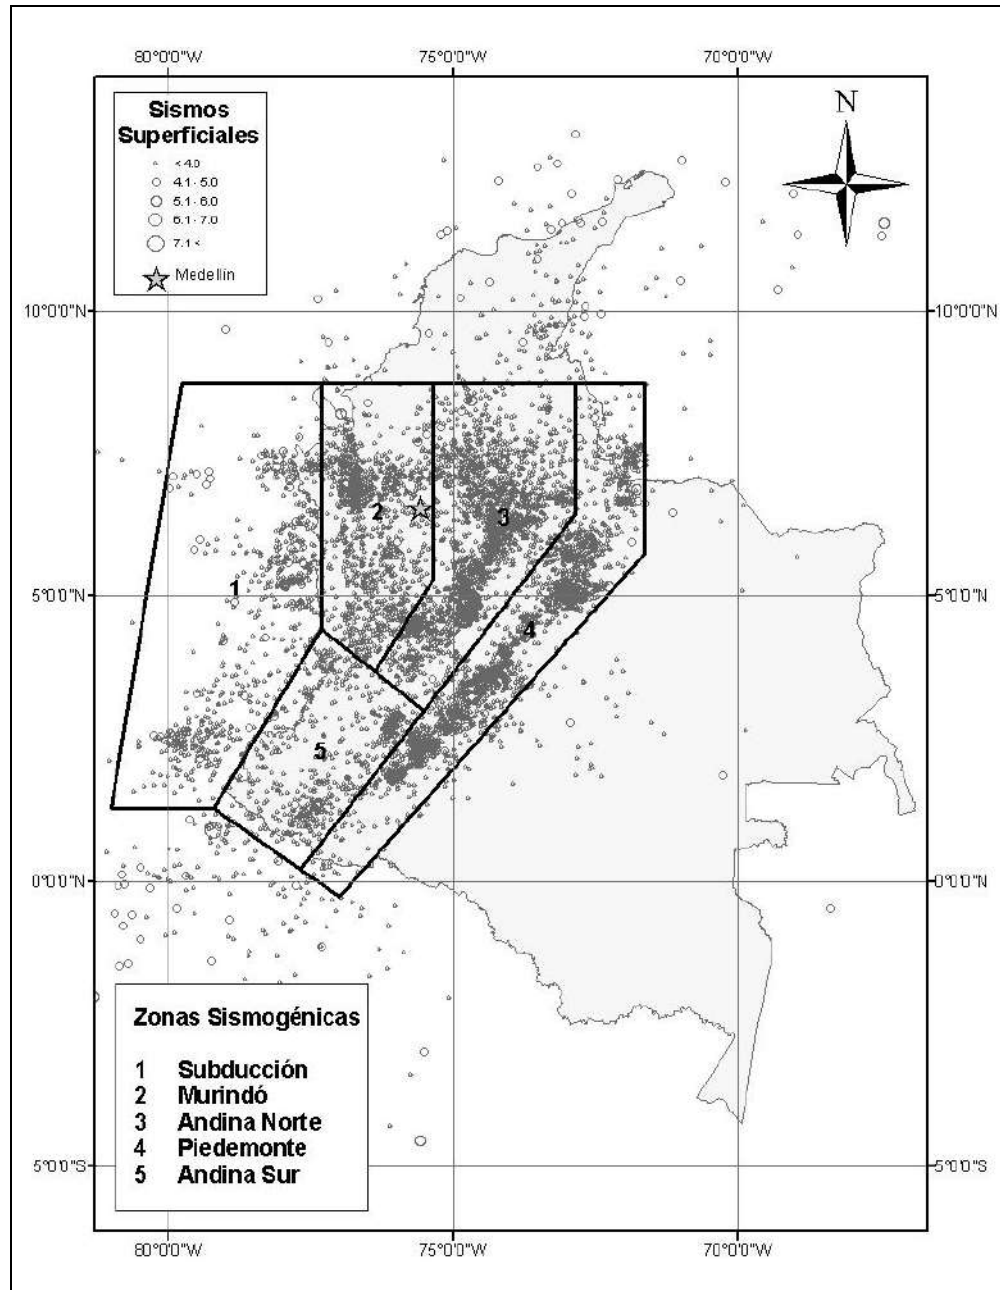 80°0'0"W
75°0'0"W
70°0'0"W
Sismos
Superficiales
< 4.0
4.1 - 5.0
5.1 - 6.0
6.1 - 7.0
7.1 <
Medellin
N
10°0'0"N
10°0'0"N
2
3
1
5°0'0"N
5°0'0"N
4
5
0°0'0"N
0°0'0"N
Zonas Sismogénicas
1 Subducción
2 Murindó
3 Andina Norte
4 Piedemonte
5 Andina Sur
5°0'0"S
5°0'0"S
80°0'0"W
75°0'0"W
70°0'0"W